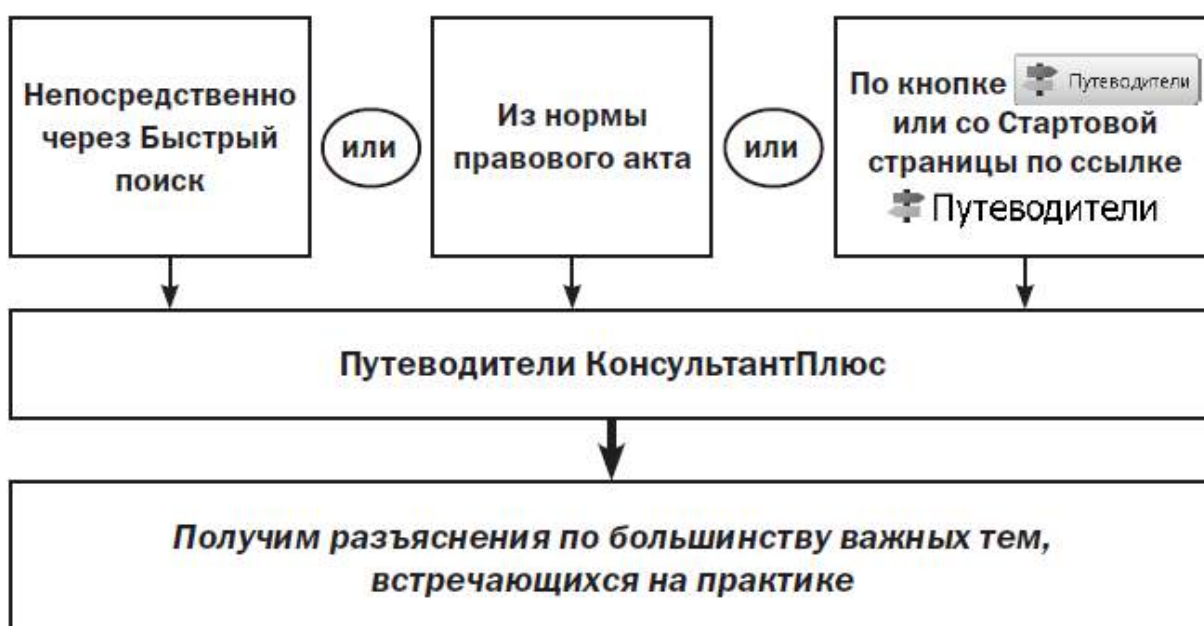 Непосредственно
через Быстрый
поиск
или
Из нормы
правового акта
или
По кнопке Путеводители
или со Стартовой
страницы по ссылке
Путеводители
Путеводители КонсультантПлюс
Получим разъяснения по большинству важных тем,
встречающихся на практике